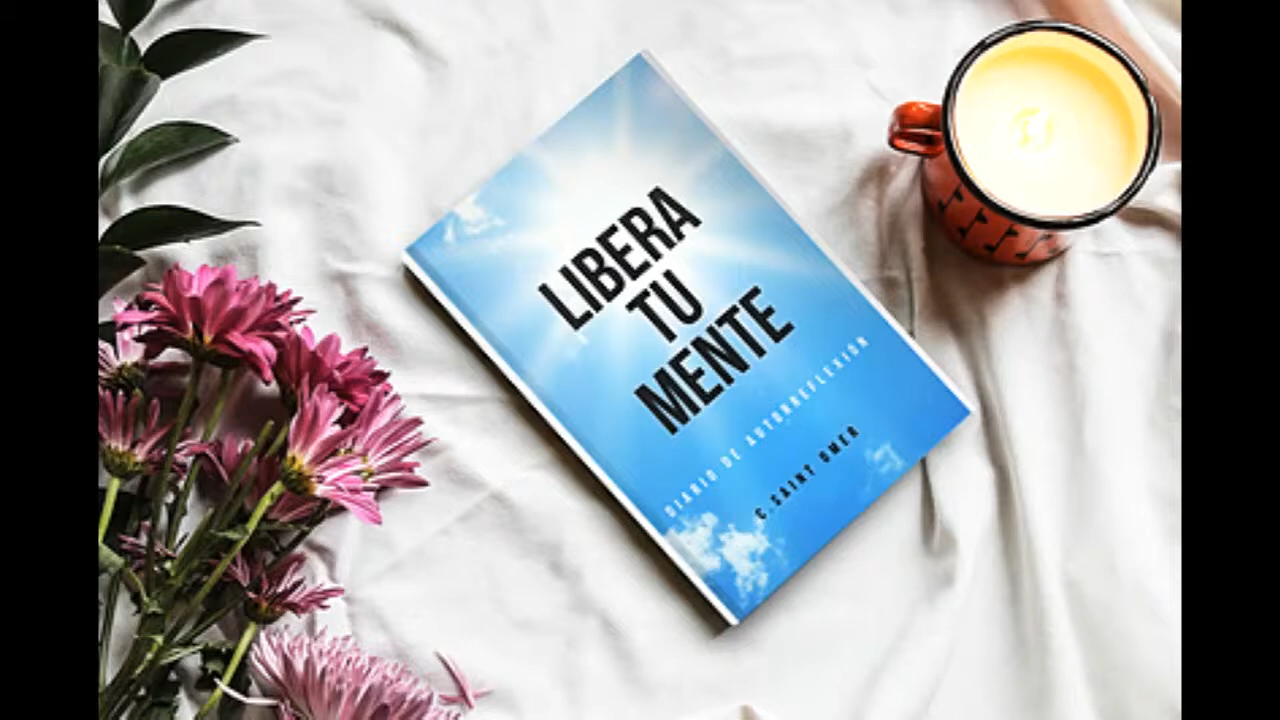 LIBERA
TU
MENTE
DIARIO DE AUTORREFLEXIÓN
C. SAINT OMER